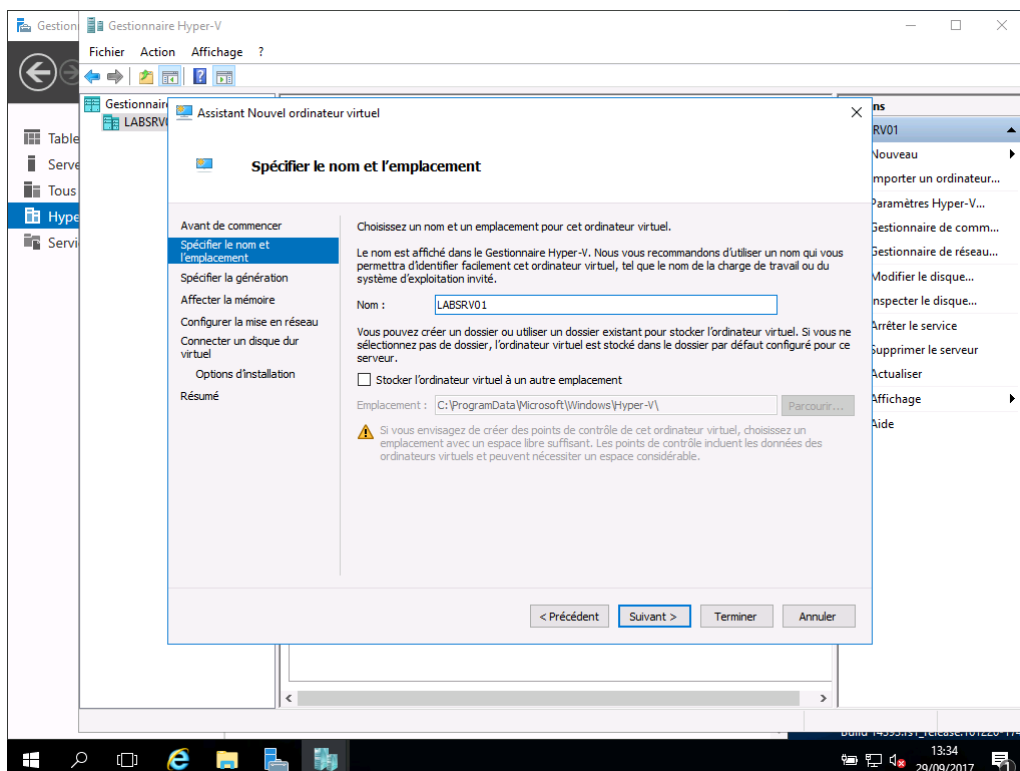 Gestion
Gestionnaire Hyper-V
Fichier Action Affichage ?
Table
Serve
Tous
Hype
Servi
Gestionnair
LABSRV
Assistant Nouvel ordinateur virtuel
Spécifier le nom et l'emplacement
Avant de commencer
Spécifier le nom et
l'emplacement
Spécifier la génération
Affecter la mémoire
Configurer la mise en réseau
Connecter un disque dur
virtuel
Options d'installation
Résumé
Choisissez un nom et un emplacement pour cet ordinateur virtuel.
Le nom est affiché dans le Gestionnaire Hyper-V. Nous vous recommandons d'utiliser un nom qui vous
permettra d'identifier facilement cet ordinateur virtuel, tel que le nom de la charge de travail ou du
système d'exploitation invité.
Nom : LABSRV01
Vous pouvez créer un dossier ou utiliser un dossier existant pour stocker l'ordinateur virtuel. Si vous ne
sélectionnez pas de dossier, l'ordinateur virtuel est stocké dans le dossier par défaut configuré pour ce
serveur.
Stocker l'ordinateur virtuel à un autre emplacement
Emplacement : C:\ProgramData\Microsoft\Windows\Hyper-V\ Parcourir...
Si vous envisagez de créer des points de contrôle de cet ordinateur virtuel, choisissez un
emplacement avec un espace libre suffisant. Les points de contrôle incluent les données des
ordinateurs virtuels et peuvent nécessiter un espace considérable.
< Précédent Suivant > Terminer Annuler
ns
RV01
Nouveau
mporter un ordinateur...
Paramètres Hyper-V...
Gestionnaire de comm...
Gestionnaire de réseau...
Modifier le disque...
nspecter le disque...
Arrêter le service
Supprimer le serveur
Actualiser
Affichage
Aide
13:34
29/09/2017